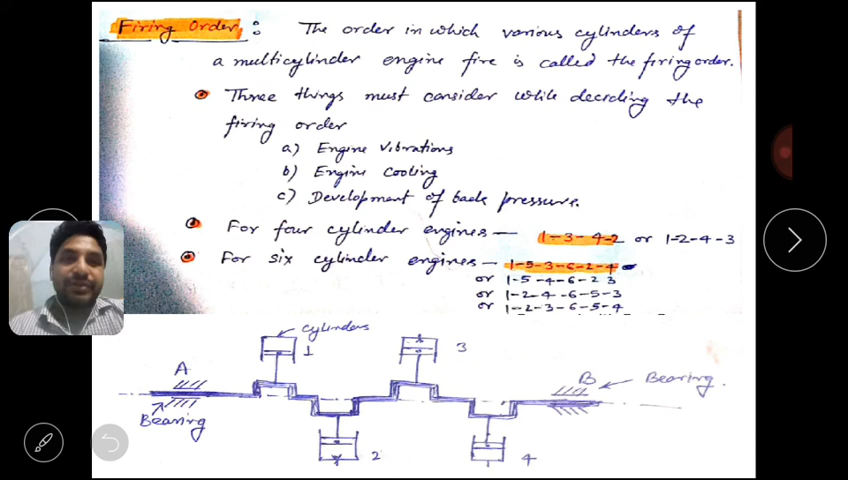 Firing Order : The order in which various cylinders of
a multicylinder engine fire is called the firing order.
Three things must consider while deciding the
firing order
a) Engine vibrations
b) Engine cooling
c) Development of back pressure.
For four cylinder engines — 1-3-4-2 or 1-2-4-3
For six cylinder engines — 1-5-3-6-2-4
or 1-5-4-6-2 3
or 1-2-4-6-5-3
or 1-2-3-6-5-4
cylinders
1
3
A
B
Bearing.
Bearing
2
4